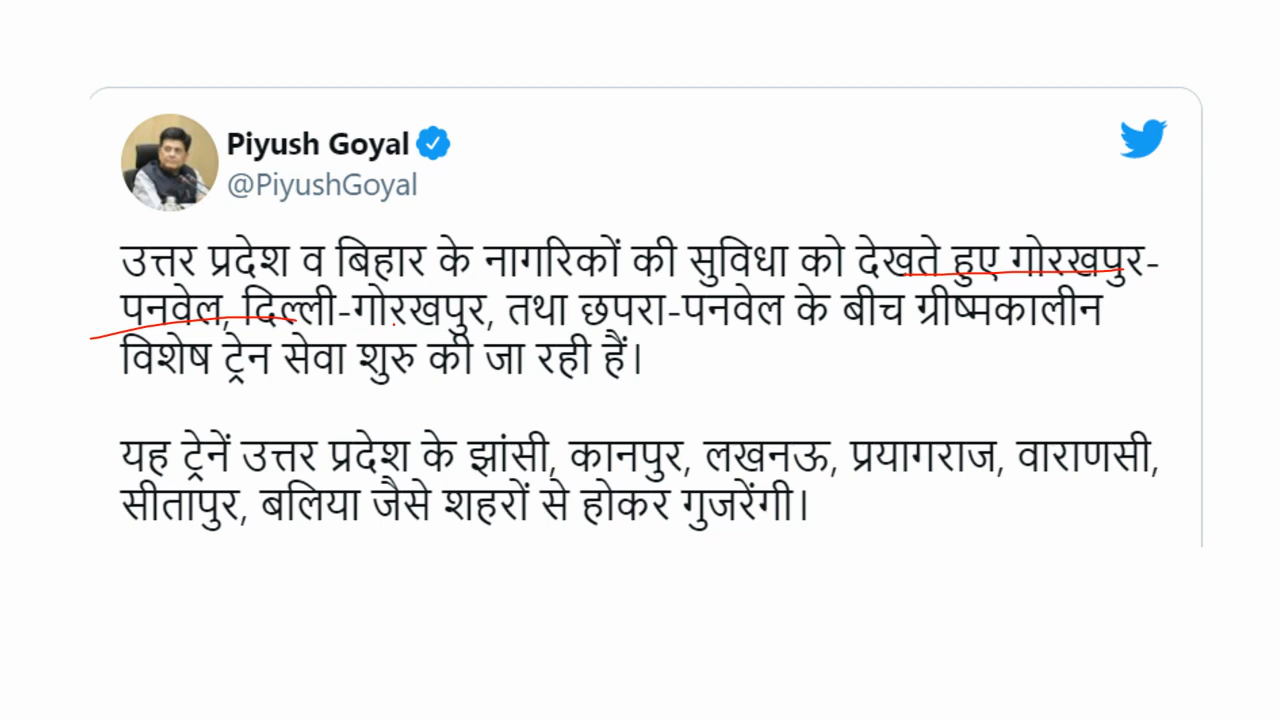 Piyush Goyal
@PiyushGoyal
उत्तर प्रदेश व बिहार के नागरिकों की सुविधा को देखते हुए गोरखपुर-
पनवेल, दिल्ली-गोरखपुर, तथा छपरा-पनवेल के बीच ग्रीष्मकालीन
विशेष ट्रेन सेवा शुरु की जा रही हैं।
यह ट्रेनें उत्तर प्रदेश के झांसी, कानपुर, लखनऊ, प्रयागराज, वाराणसी,
सीतापुर, बलिया जैसे शहरों से होकर गुजरेंगी।